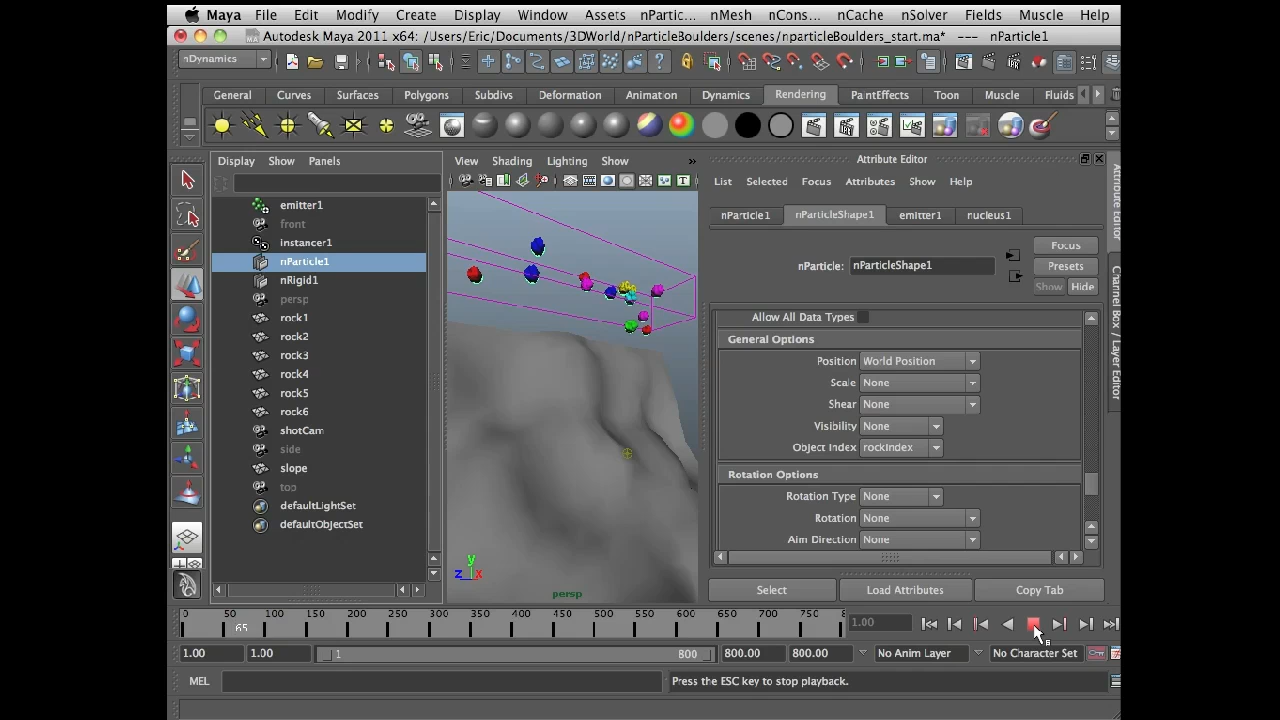 Maya File Edit Modify Create Display Window Assets nPartic... nMesh nCons... nCache nSolver Fields Muscle Help
Autodesk Maya 2011 x64: /Users/Eric/Documents/3DWorld/nParticleBoulders/scenes/nparticleBoulders_start.ma* --- nParticle1
nDynamics
General Curves Surfaces Polygons Subdivs Deformation Animation Dynamics Rendering PaintEffects Toon Muscle Fluids
Display Show Panels
emitter1
front
instancer1
nParticle1
nRigid1
persp
rock1
rock2
rock3
rock4
rock5
rock6
shotCam
side
slope
top
defaultLightSet
defaultObjectSet
View Shading Lighting Show »
y
z x
persp
Attribute Editor
List Selected Focus Attributes Show Help
nParticle1 nParticleShape1 emitter1 nucleus1
nParticle: nParticleShape1
Focus
Presets
Show Hide
Allow All Data Types
General Options
Position World Position
Scale None
Shear None
Visibility None
Object Index rockIndex
Rotation Options
Rotation Type None
Rotation None
Aim Direction None
Select Load Attributes Copy Tab
Attribute Editor
Channel Box / Layer Editor
0 50 100 150 200 250 300 350 400 450 500 550 600 650 700 750 8
65
1.00
1.00 1.00 1 800 800.00 800.00 No Anim Layer No Character Set
MEL Press the ESC key to stop playback.